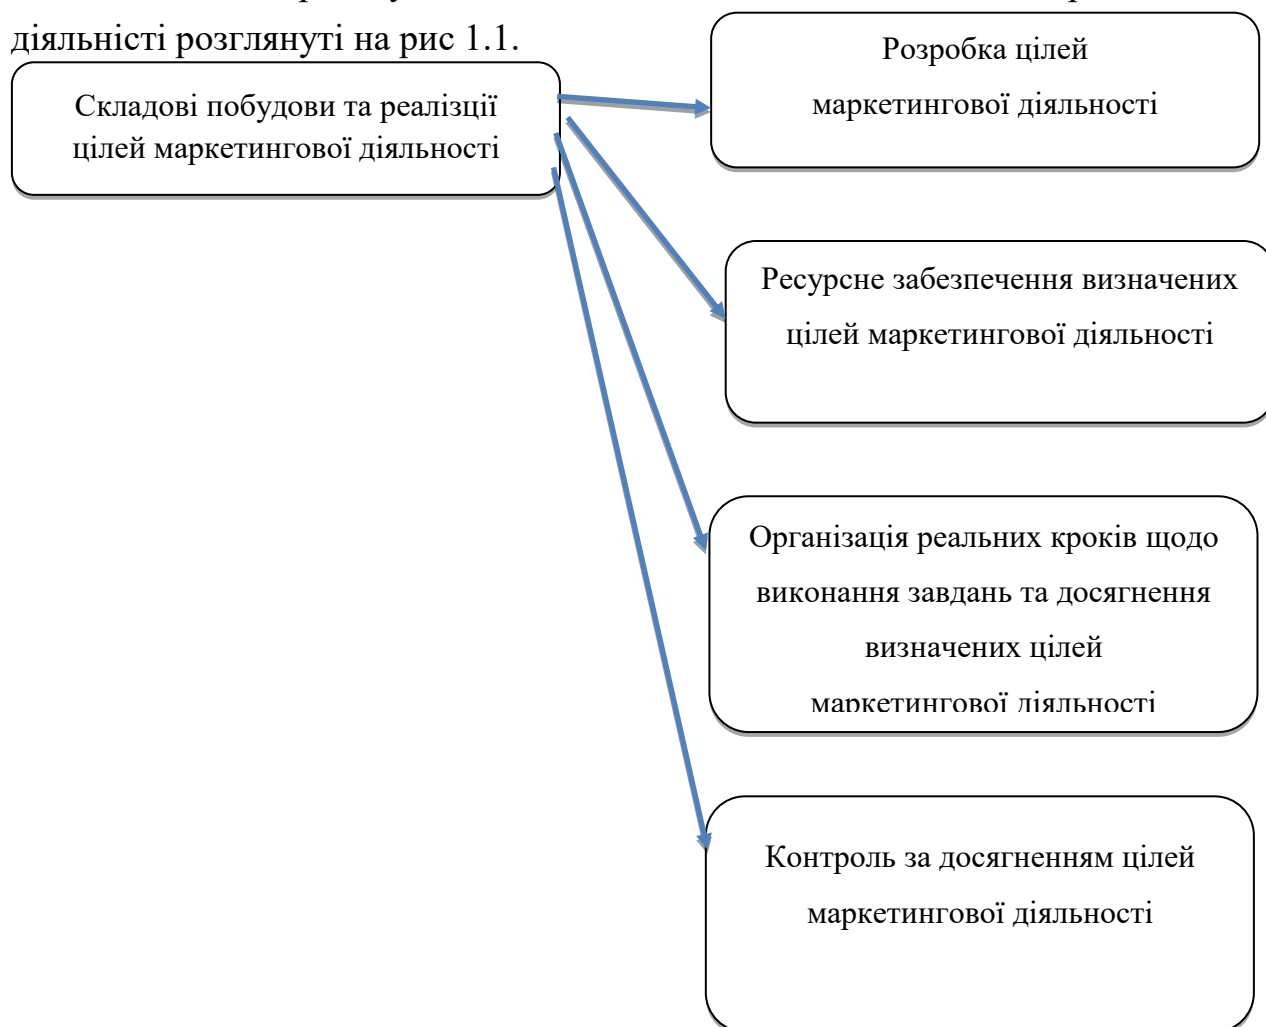 діяльності розглянуті на рис 1.1.
Складові побудови та реалізції
цілей маркетингової діяльності
Розробка цілей
маркетингової діяльності
Ресурсне забезпечення визначених
цілей маркетингової діяльності
Організація реальних кроків щодо
виконання завдань та досягнення
визначених цілей
маркетингової діяльності
Контроль за досягненням цілей
маркетингової діяльності